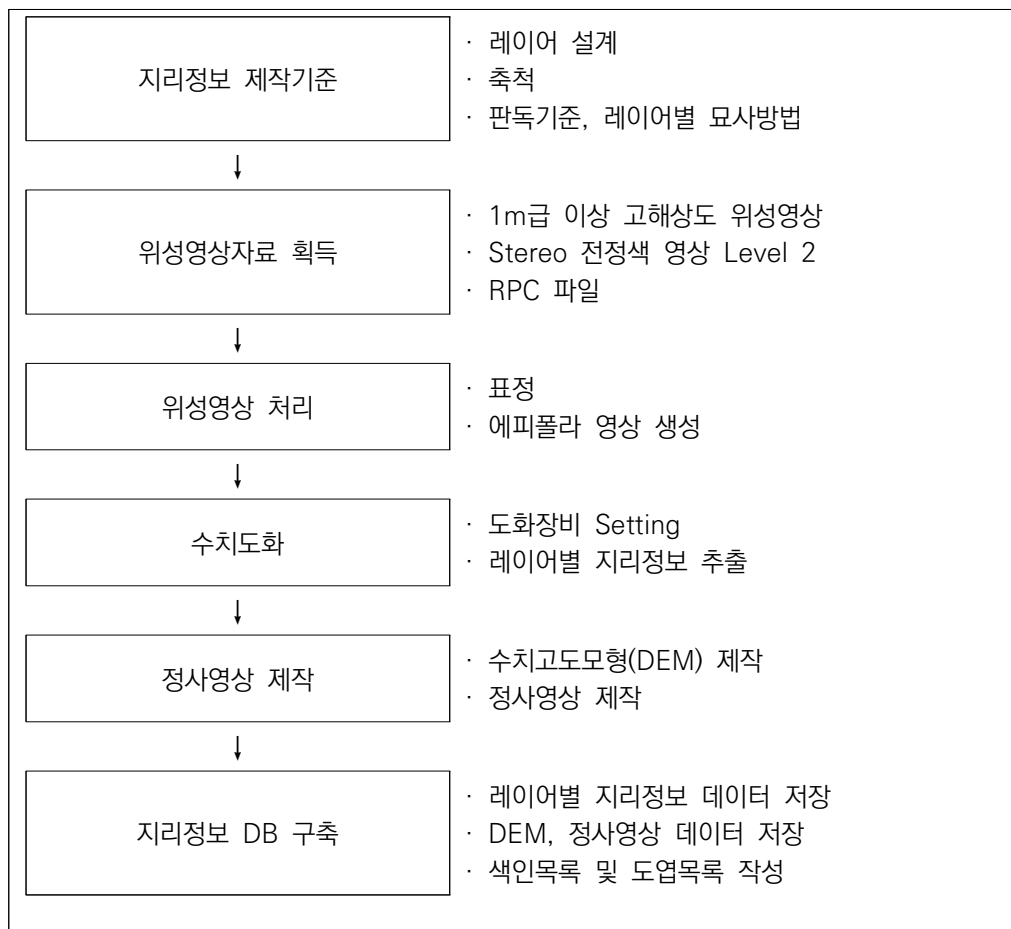 지리정보 제작기준
· 레이어 설계
· 축척
· 판독기준, 레이어별 묘사방법
↓
위성영상자료 획득
· 1m급 이상 고해상도 위성영상
· Stereo 전정색 영상 Level 2
· RPC 파일
↓
위성영상 처리
· 표정
· 에피폴라 영상 생성
↓
수치도화
· 도화장비 Setting
· 레이어별 지리정보 추출
↓
정사영상 제작
· 수치고도모형(DEM) 제작
· 정사영상 제작
↓
지리정보 DB 구축
· 레이어별 지리정보 데이터 저장
· DEM, 정사영상 데이터 저장
· 색인목록 및 도엽목록 작성